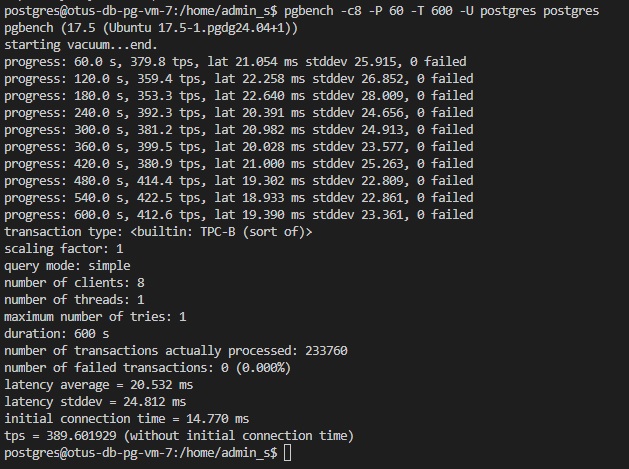 postgres@otus-db-pg-vm-7:/home/admin_s$ pgbench -c8 -P 60 -T 600 -U postgres postgres
pgbench (17.5 (Ubuntu 17.5-1.pgdg24.04+1))
starting vacuum...end.
progress: 60.0 s, 379.8 tps, lat 21.054 ms stddev 25.915, 0 failed
progress: 120.0 s, 359.4 tps, lat 22.258 ms stddev 26.852, 0 failed
progress: 180.0 s, 353.3 tps, lat 22.640 ms stddev 28.009, 0 failed
progress: 240.0 s, 392.3 tps, lat 20.391 ms stddev 24.656, 0 failed
progress: 300.0 s, 381.2 tps, lat 20.982 ms stddev 24.913, 0 failed
progress: 360.0 s, 399.5 tps, lat 20.028 ms stddev 23.577, 0 failed
progress: 420.0 s, 380.9 tps, lat 21.000 ms stddev 25.263, 0 failed
progress: 480.0 s, 414.4 tps, lat 19.302 ms stddev 22.809, 0 failed
progress: 540.0 s, 422.5 tps, lat 18.933 ms stddev 22.861, 0 failed
progress: 600.0 s, 412.6 tps, lat 19.390 ms stddev 23.361, 0 failed
transaction type: <builtin: TPC-B (sort of)>
scaling factor: 1
query mode: simple
number of clients: 8
number of threads: 1
maximum number of tries: 1
duration: 600 s
number of transactions actually processed: 233760
number of failed transactions: 0 (0.000%)
latency average = 20.532 ms
latency stddev = 24.812 ms
initial connection time = 14.770 ms
tps = 389.601929 (without initial connection time)
postgres@otus-db-pg-vm-7:/home/admin_s$